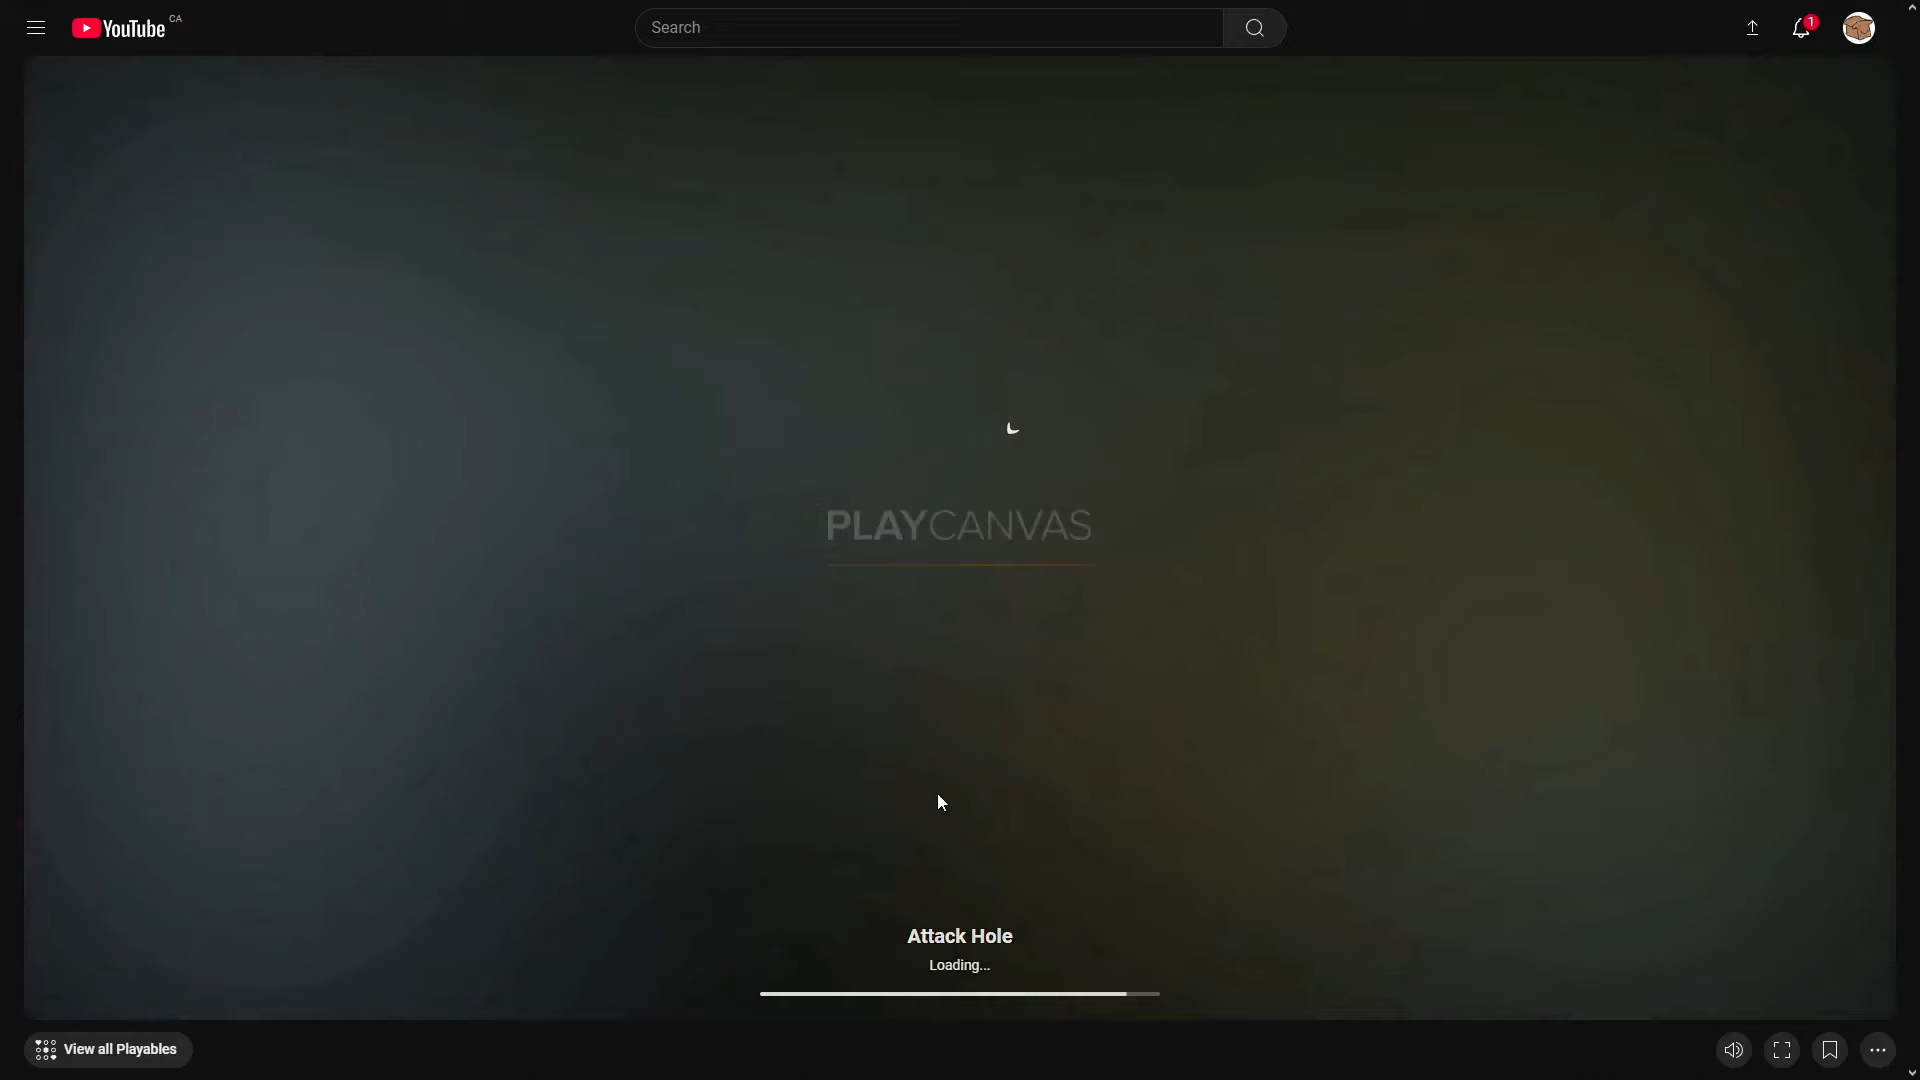 YouTube CA
Search
1
PLAYCANVAS
Attack Hole
Loading...
View all Playables